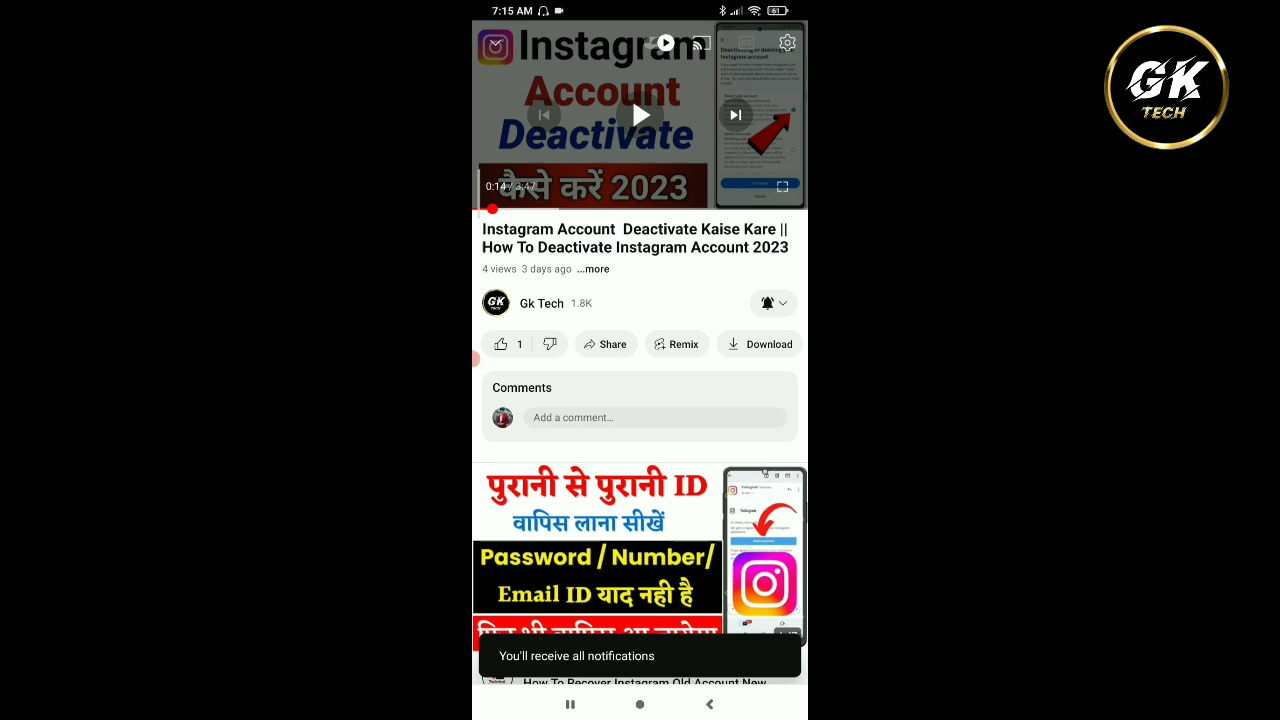 7:15 AM
61
Instagram
Account
Deactivate
कैसे करें 2023
0:14 / 3:47
Instagram Account Deactivate Kaise Kare ||
How To Deactivate Instagram Account 2023
4 views 3 days ago ...more
GK
TECH
Gk Tech 1.8K
1
Share
Remix
Download
Comments
Add a comment...
पुरानी से पुरानी ID
वापिस लाना सीखें
Password / Number/
Email ID याद नही है
You'll receive all notifications
How To Recover Instagram Old Account New
GK
TECH